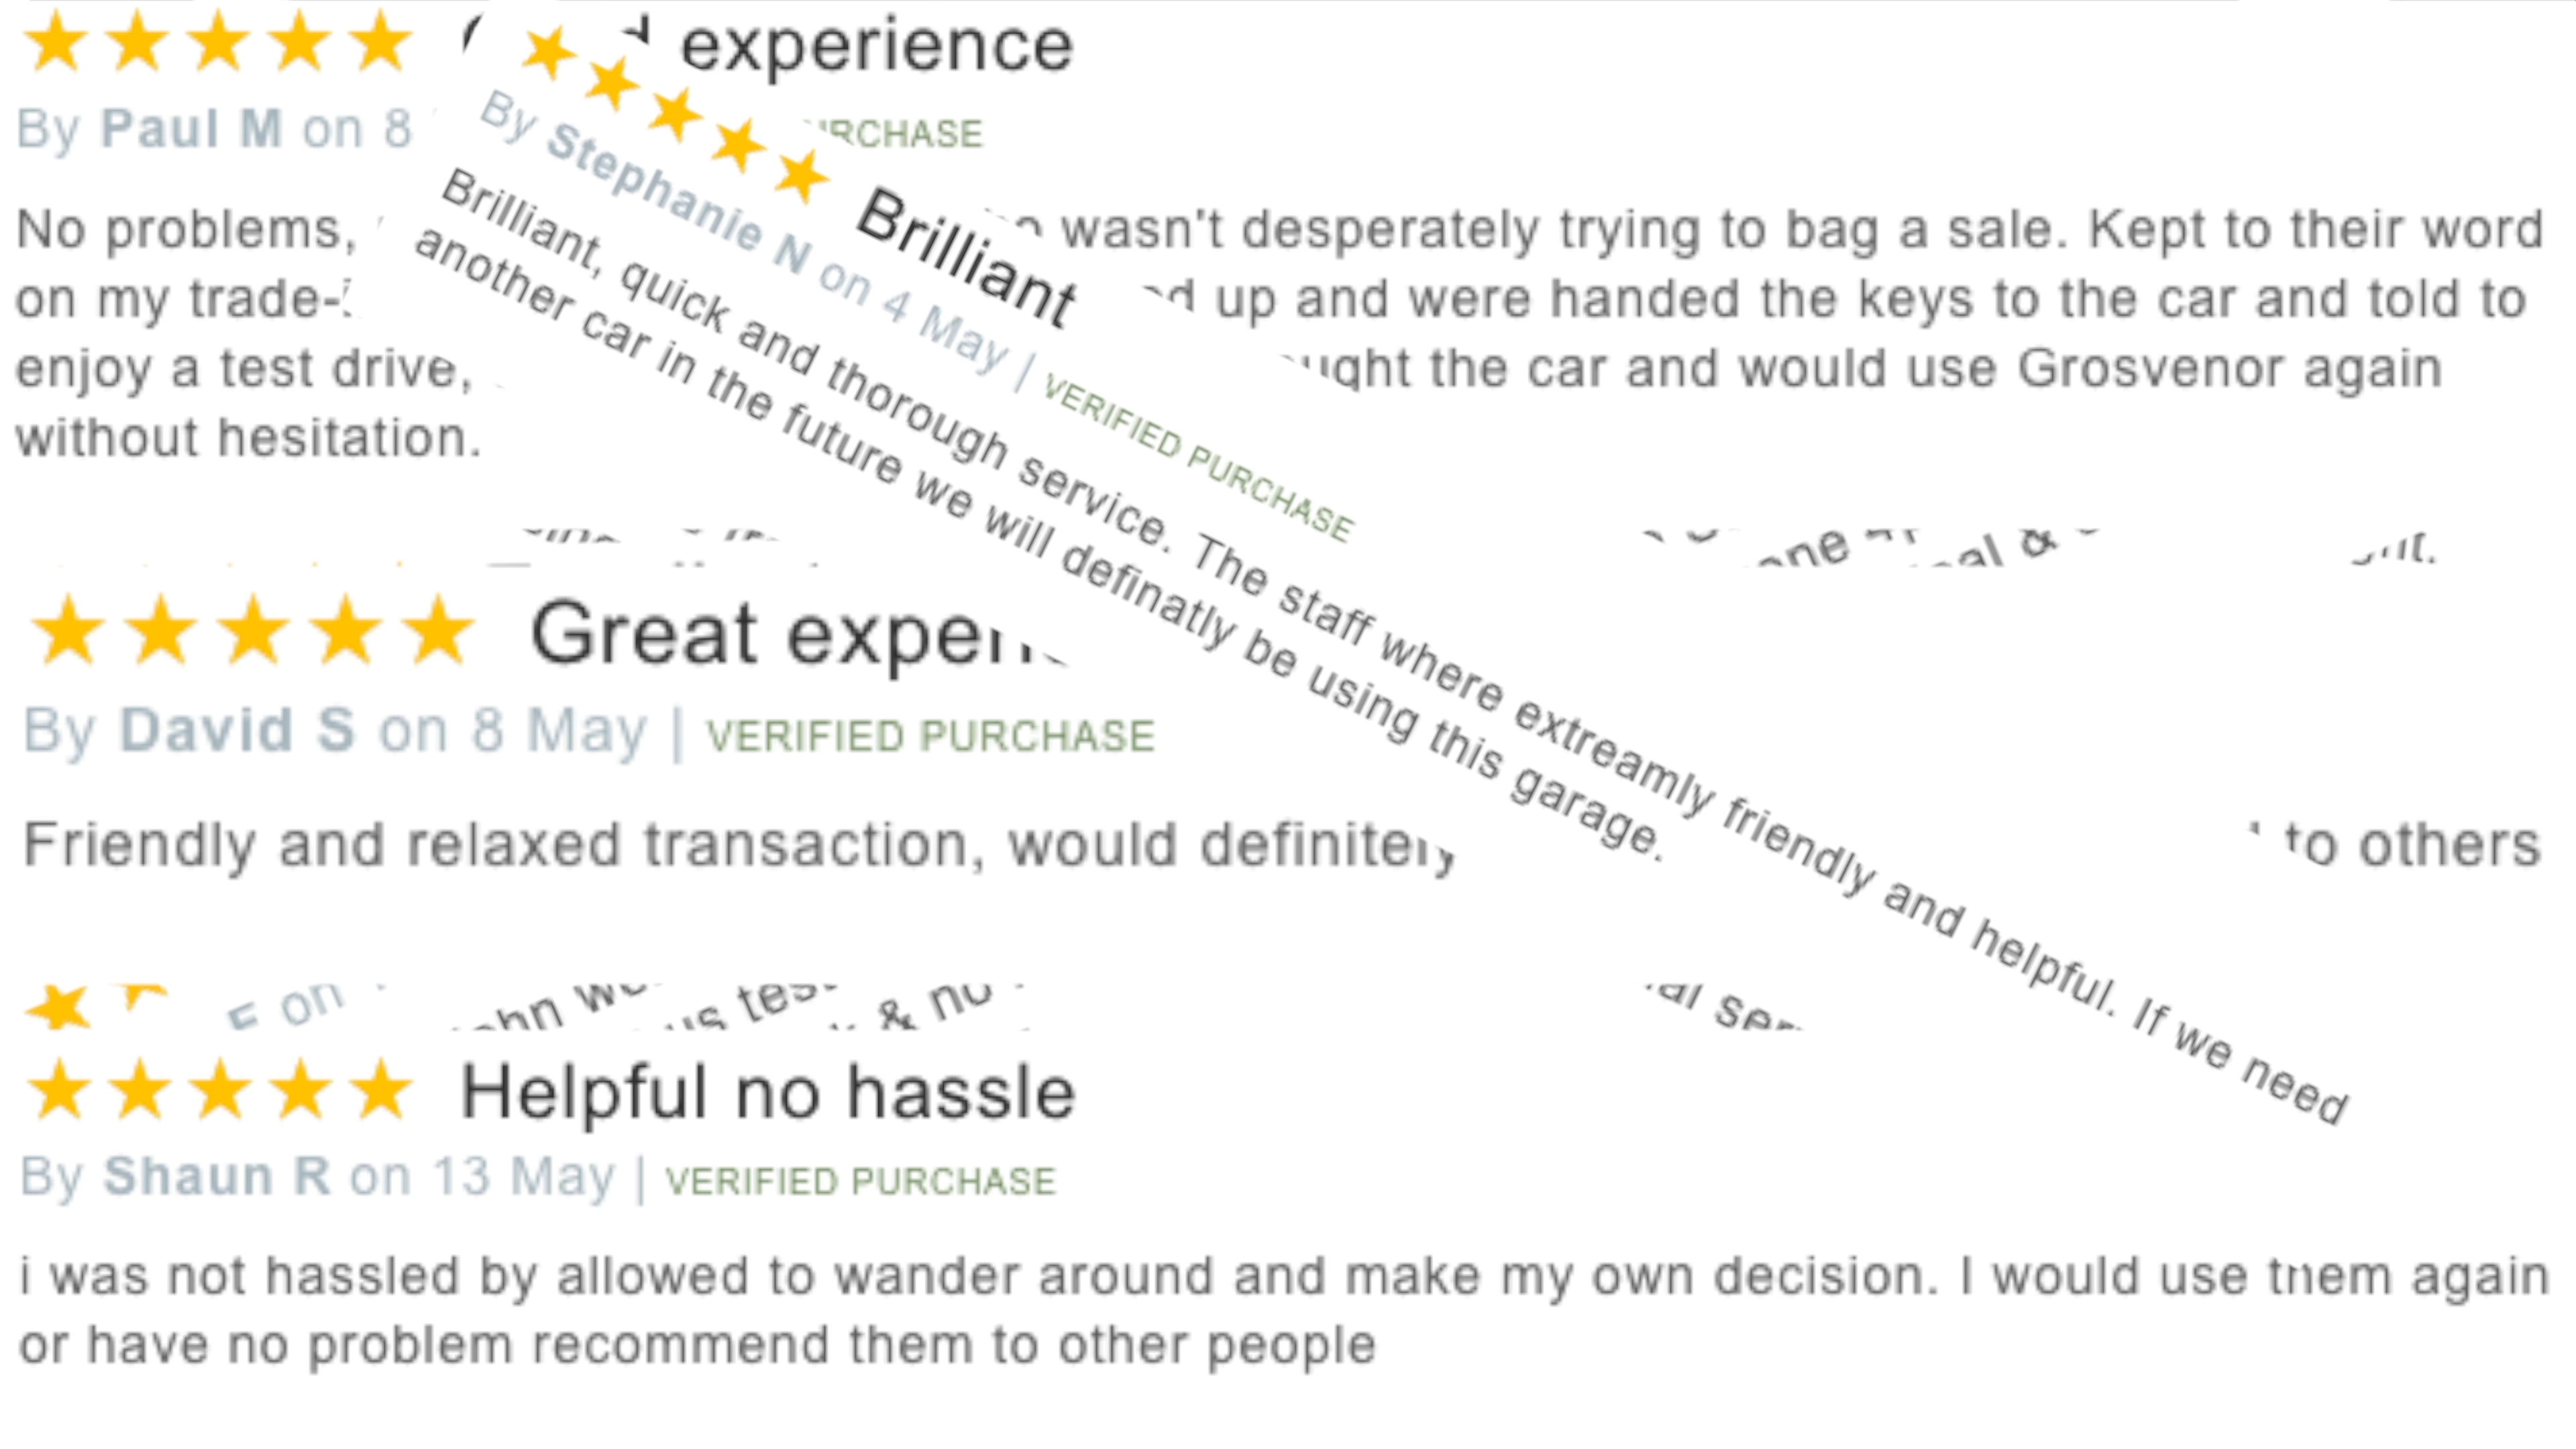 experience
By Paul M on 8
No problems, wasn't desperately trying to bag a sale. Kept to their word
on my up and were handed the keys to the car and told to
enjoy a test drive, the car and would use Grosvenor again
without hesitation.
Brilliant
By Stephanie N on 4 May | VERIFIED PURCHASE
Brilliant, quick and thorough service. The staff where extreamly friendly and helpful. If we need
another car in the future we will definatly be using this garage.
Great
By David S on 8 May | VERIFIED PURCHASE
Friendly and relaxed transaction, would definitely to others
Helpful no hassle
By Shaun R on 13 May | VERIFIED PURCHASE
i was not hassled by allowed to wander around and make my own decision. I would use them again
or have no problem recommend them to other people